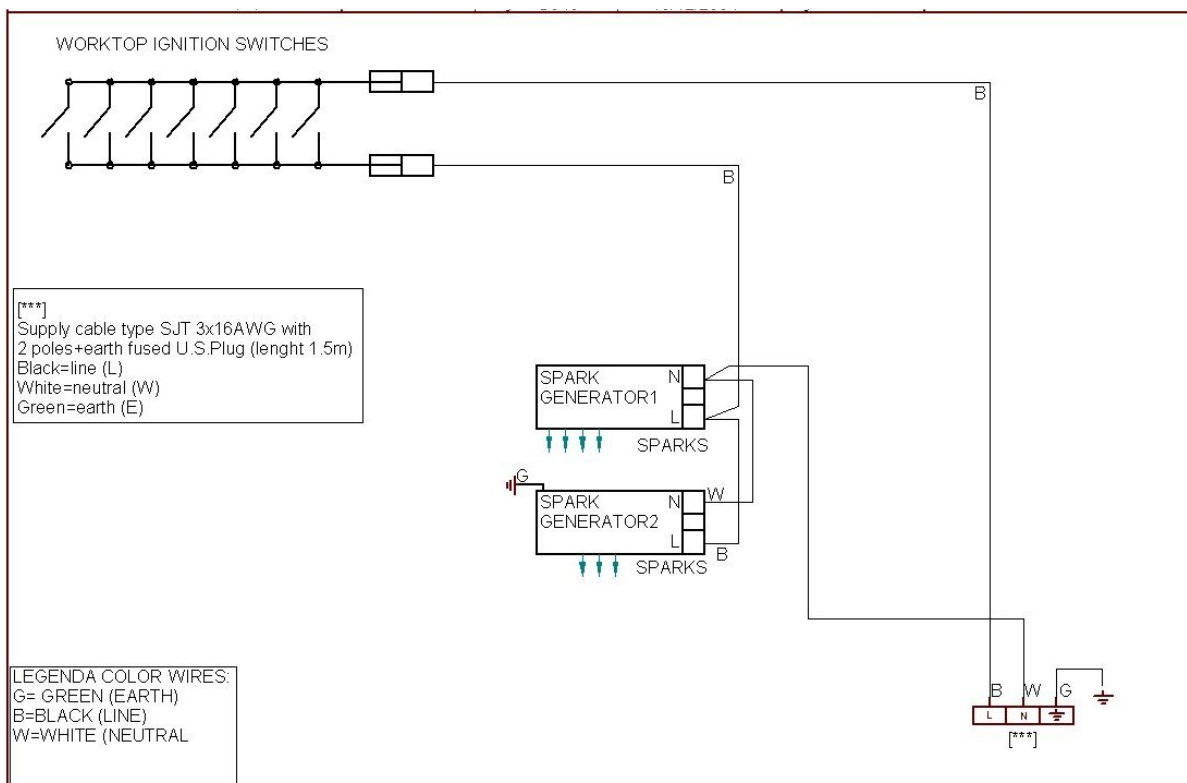 WORKTOP IGNITION SWITCHES
B
B
[***]
Supply cable type SJT 3x16AWG with
2 poles+earth fused U.S.Plug (lenght 1.5m)
Black=line (L)
White=neutral (W)
Green=earth (E)
SPARK N
GENERATOR1
L
SPARKS
G
SPARK N W
GENERATOR2
L
B
SPARKS
LEGENDA COLOR WIRES:
G= GREEN (EARTH)
B=BLACK (LINE)
W=WHITE (NEUTRAL
B W G
L N
[***]